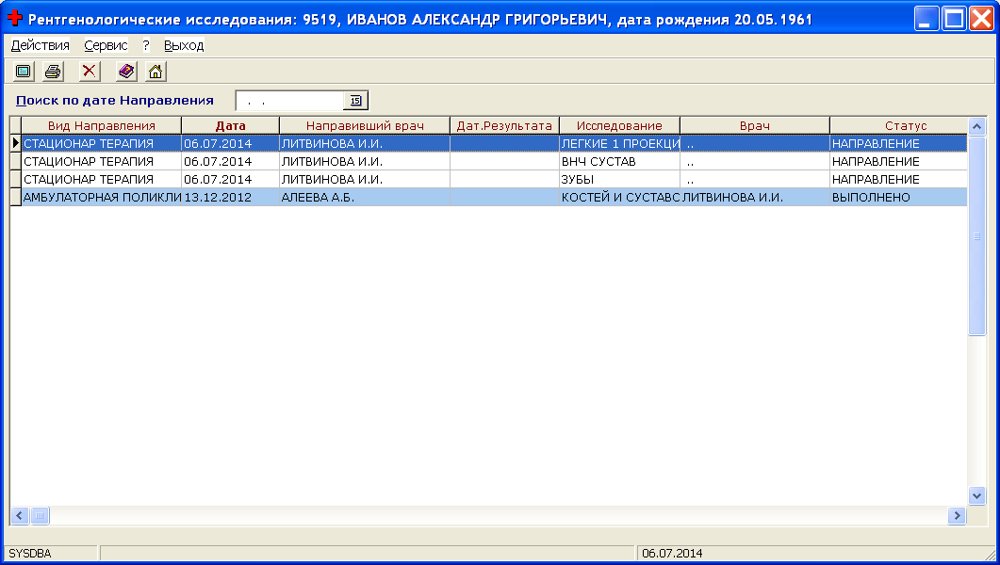 Рентгенологические исследования: 9519, ИВАНОВ АЛЕКСАНДР ГРИГОРЬЕВИЧ, дата рождения 20.05.1961
Действия Сервис ? Выход
Поиск по дате Направления . . 15
Вид Направления Дата Направивший врач Дат.Результата Исследование Врач Статус
СТАЦИОНАР ТЕРАПИЯ 06.07.2014 ЛИТВИНОВА И.И. ЛЕГКИЕ 1 ПРОЕКЦИ .. НАПРАВЛЕНИЕ
СТАЦИОНАР ТЕРАПИЯ 06.07.2014 ЛИТВИНОВА И.И. ВНЧ СУСТАВ .. НАПРАВЛЕНИЕ
СТАЦИОНАР ТЕРАПИЯ 06.07.2014 ЛИТВИНОВА И.И. ЗУБЫ .. НАПРАВЛЕНИЕ
АМБУЛАТОРНАЯ ПОЛИКЛИ 13.12.2012 АЛЕЕВА А.Б. КОСТЕЙ И СУСТАВС ЛИТВИНОВА И.И. ВЫПОЛНЕНО
SYSDBA 06.07.2014